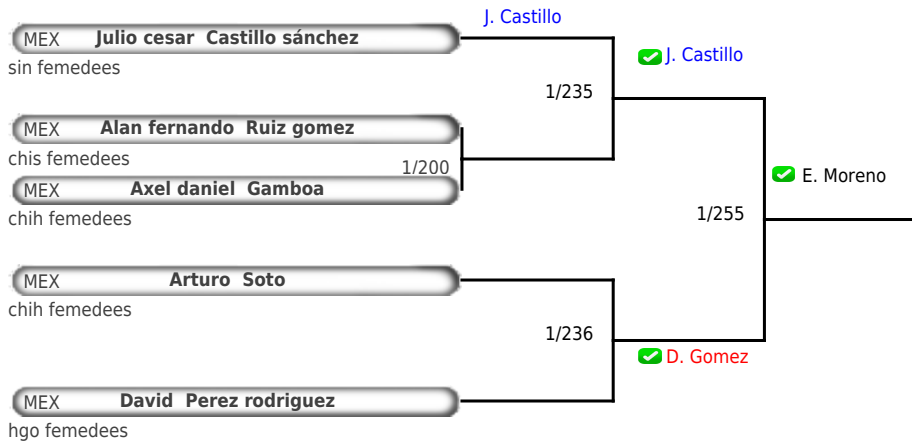 J. Castillo
MEX Julio cesar Castillo sánchez
sin femedees
J. Castillo
1/235
MEX Alan fernando Ruiz gomez
chis femedees
1/200
MEX Axel daniel Gamboa
chih femedees
E. Moreno
1/255
MEX Arturo Soto
chih femedees
1/236
D. Gomez
MEX David Perez rodriguez
hgo femedees